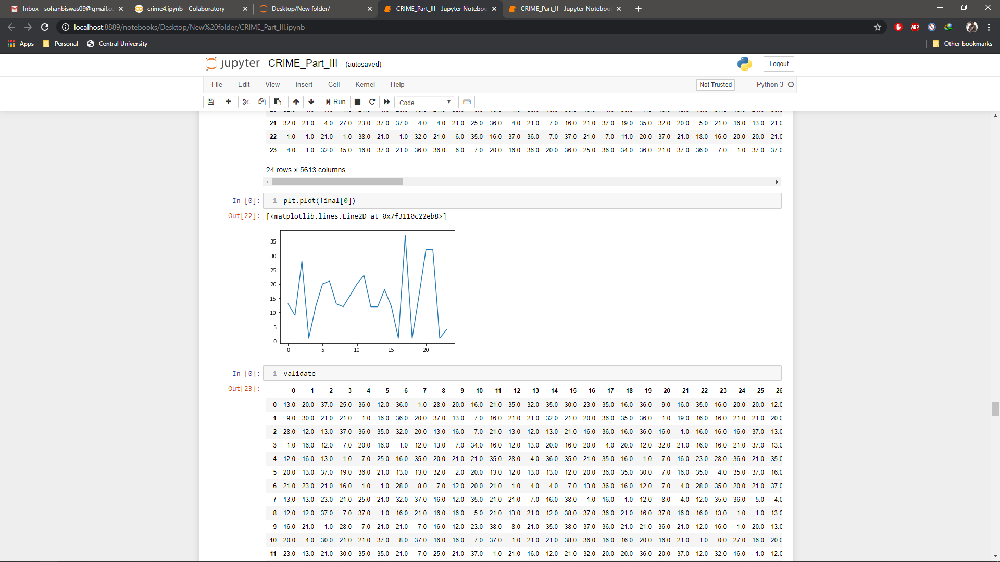 Inbox - sohanbiswas09@gmail.co
crime4.ipynb - Colaboratory
Desktop/New folder/
CRIME_Part_III - Jupyter Noteboo
CRIME_Part_II - Jupyter Notebook
localhost:8889/notebooks/Desktop/New%20folder/CRIME_Part_III.ipynb
ABP
Apps Personal Central University Other bookmarks
jupyter CRIME_Part_III (autosaved) Logout
File Edit View Insert Cell Kernel Help Not Trusted Python 3
Run Code
21 32.0 21.0 4.0 27.0 23.0 37.0 37.0 4.0 4.0 21.0 25.0 36.0 4.0 21.0 7.0 16.0 21.0 37.0 19.0 35.0 32.0 20.0 5.0 21.0 16.0 13.0 21.0
22 1.0 1.0 21.0 1.0 38.0 21.0 1.0 32.0 21.0 6.0 35.0 16.0 37.0 36.0 7.0 37.0 21.0 7.0 11.0 20.0 37.0 21.0 18.0 16.0 20.0 20.0 21.0
23 4.0 1.0 32.0 15.0 16.0 37.0 21.0 36.0 36.0 6.0 7.0 20.0 16.0 36.0 20.0 36.0 25.0 36.0 34.0 36.0 21.0 37.0 36.0 7.0 1.0 37.0 37.0
24 rows × 5613 columns
In [0]: 1 plt.plot(final[0])
Out[22]: [<matplotlib.lines.Line2D at 0x7f3110c22eb8>]
35
30
25
20
15
10
5
0
0 5 10 15 20
In [0]: 1 validate
Out[23]:
0 1 2 3 4 5 6 7 8 9 10 11 12 13 14 15 16 17 18 19 20 21 22 23 24 25 26
0 13.0 20.0 37.0 25.0 36.0 12.0 36.0 1.0 28.0 20.0 16.0 21.0 35.0 32.0 35.0 30.0 23.0 35.0 16.0 36.0 9.0 16.0 35.0 16.0 20.0 20.0 12.0
1 9.0 30.0 21.0 21.0 1.0 16.0 36.0 20.0 37.0 13.0 7.0 16.0 21.0 21.0 32.0 21.0 20.0 36.0 35.0 36.0 1.0 19.0 16.0 16.0 21.0 21.0 20.0
2 28.0 12.0 13.0 37.0 36.0 35.0 32.0 20.0 13.0 16.0 7.0 21.0 13.0 12.0 13.0 21.0 16.0 36.0 16.0 36.0 16.0 1.0 16.0 16.0 16.0 37.0 13.0
3 1.0 16.0 12.0 7.0 20.0 16.0 1.0 12.0 13.0 7.0 34.0 16.0 12.0 13.0 20.0 16.0 20.0 4.0 20.0 12.0 32.0 21.0 16.0 16.0 21.0 37.0 13.0
4 12.0 16.0 13.0 1.0 7.0 25.0 16.0 35.0 20.0 21.0 21.0 35.0 28.0 4.0 36.0 35.0 21.0 35.0 16.0 1.0 7.0 16.0 23.0 28.0 36.0 21.0 35.0
5 20.0 13.0 37.0 19.0 36.0 21.0 13.0 13.0 32.0 2.0 20.0 13.0 12.0 13.0 13.0 12.0 20.0 36.0 35.0 30.0 7.0 16.0 35.0 4.0 35.0 37.0 16.0
6 21.0 23.0 21.0 16.0 1.0 1.0 28.0 8.0 7.0 12.0 20.0 21.0 1.0 4.0 4.0 7.0 13.0 36.0 16.0 12.0 7.0 4.0 28.0 35.0 20.0 21.0 37.0
7 13.0 13.0 23.0 21.0 25.0 21.0 32.0 37.0 16.0 12.0 35.0 21.0 21.0 7.0 16.0 38.0 1.0 16.0 1.0 12.0 8.0 4.0 12.0 35.0 36.0 5.0 4.0
8 12.0 12.0 37.0 7.0 37.0 1.0 16.0 21.0 16.0 16.0 5.0 21.0 13.0 21.0 12.0 38.0 37.0 36.0 21.0 16.0 37.0 16.0 16.0 13.0 1.0 1.0 13.0
9 16.0 21.0 1.0 28.0 7.0 21.0 21.0 7.0 16.0 12.0 23.0 38.0 8.0 21.0 35.0 38.0 37.0 36.0 21.0 21.0 36.0 21.0 12.0 16.0 1.0 20.0 13.0
10 20.0 4.0 30.0 21.0 21.0 37.0 8.0 37.0 16.0 16.0 7.0 37.0 1.0 21.0 21.0 38.0 36.0 16.0 16.0 20.0 16.0 21.0 1.0 0.0 27.0 16.0 20.0
11 23.0 13.0 21.0 30.0 35.0 35.0 21.0 7.0 25.0 21.0 37.0 1.0 21.0 16.0 12.0 21.0 32.0 20.0 20.0 36.0 20.0 37.0 12.0 32.0 16.0 1.0 12.0